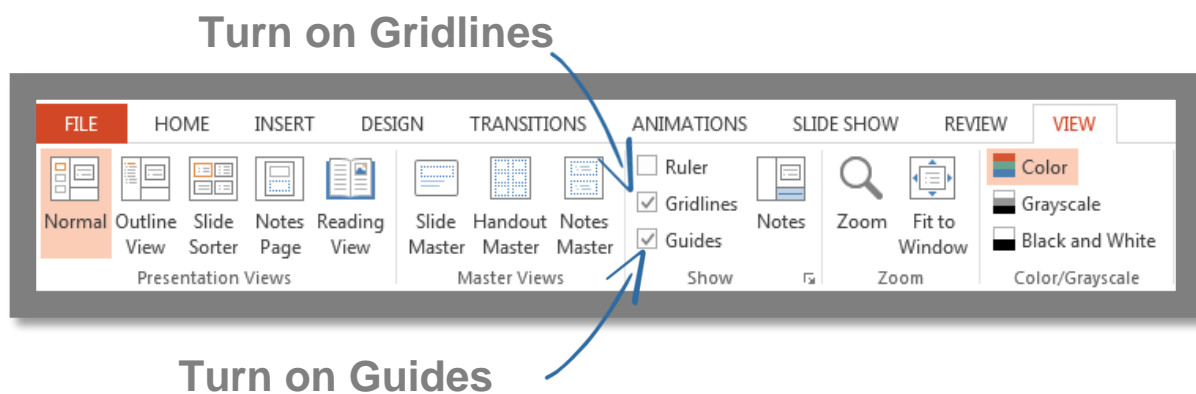 Turn on Gridlines
FILE HOME INSERT DESIGN TRANSITIONS ANIMATIONS SLIDE SHOW REVIEW VIEW
Normal
Outline
View
Slide
Sorter
Notes
Page
Reading
View
Presentation Views
Slide
Master
Handout
Master
Notes
Master
Master Views
Ruler
Gridlines
Guides
Notes
Show
Zoom
Fit to
Window
Zoom
Color
Grayscale
Black and White
Color/Grayscale
Turn on Guides